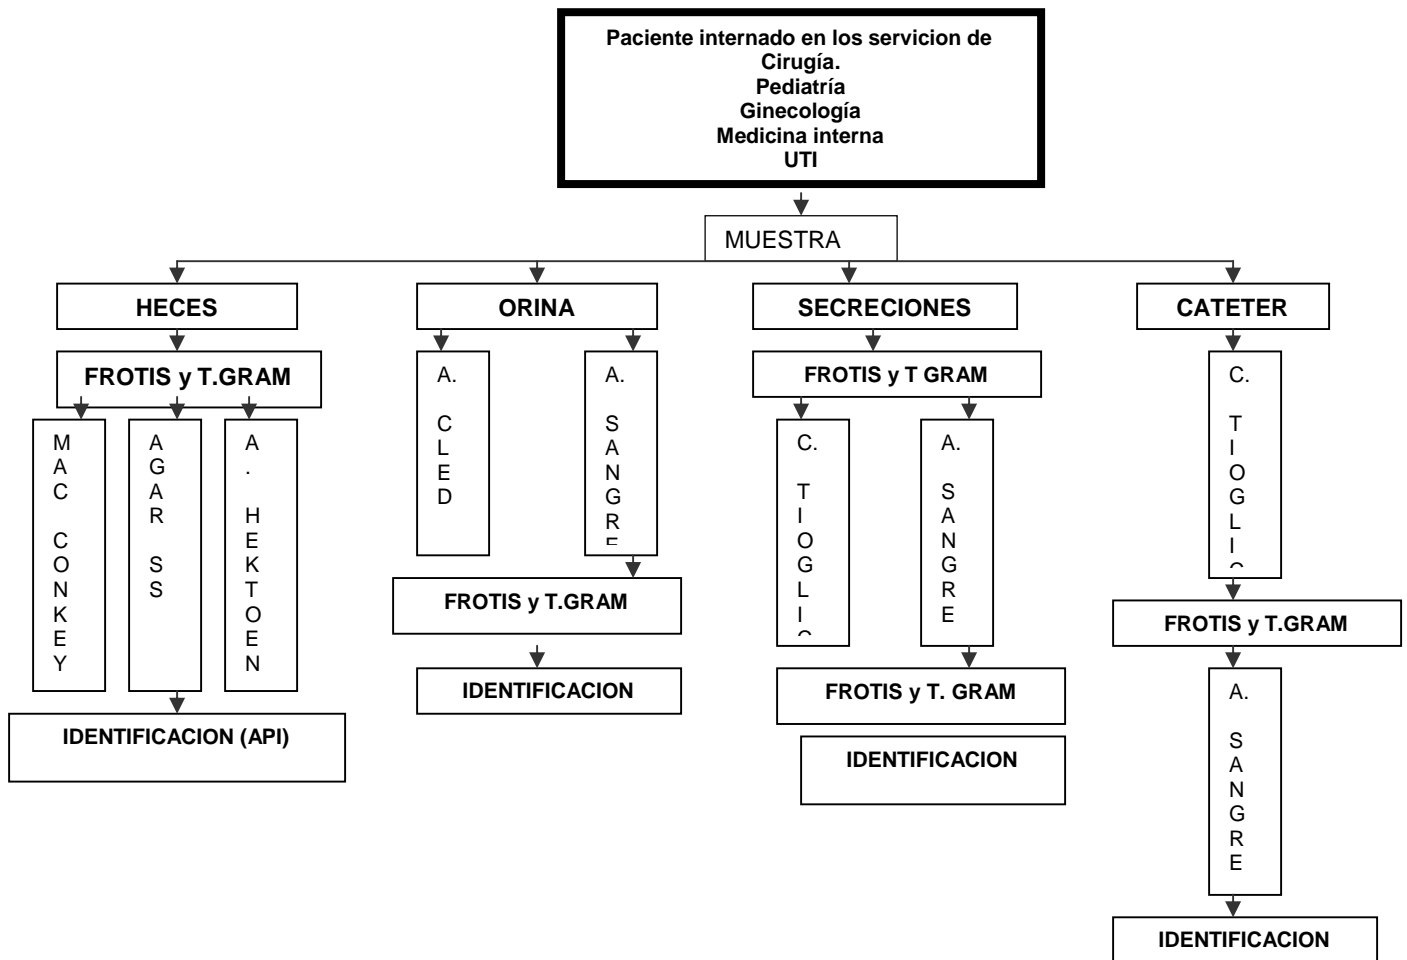 Paciente internado en los servicion de
Cirugía.
Pediatría
Ginecología
Medicina interna
UTI
MUESTRA
HECES
ORINA
SECRECIONES
CATETER
FROTIS y T.GRAM
MAC CONKEY
AGAR SS
A. HEKTOEN
IDENTIFICACION (API)
A. CLED
A. SANGRE
FROTIS y T.GRAM
IDENTIFICACION
FROTIS y T GRAM
C. TIOGLIC
A. SANGRE
FROTIS y T. GRAM
IDENTIFICACION
C. TIOGLIC
FROTIS y T.GRAM
A. SANGRE
IDENTIFICACION